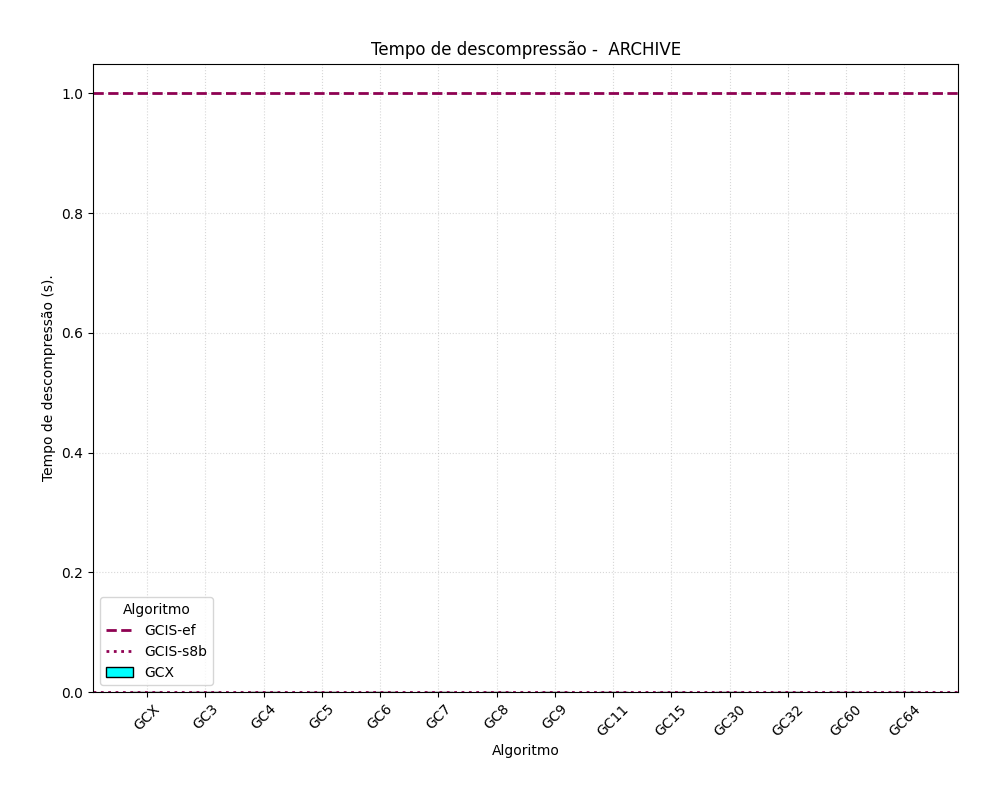 Tempo de descompressão -  ARCHIVE
1.0
0.8
0.6
0.4
0.2
0.0
Tempo de descompressão (s).
Algoritmo
GCIS-ef
GCIS-s8b
GCX
GCX GC3 GC4 GC5 GC6 GC7 GC8 GC9 GC11 GC15 GC30 GC32 GC60 GC64
Algoritmo